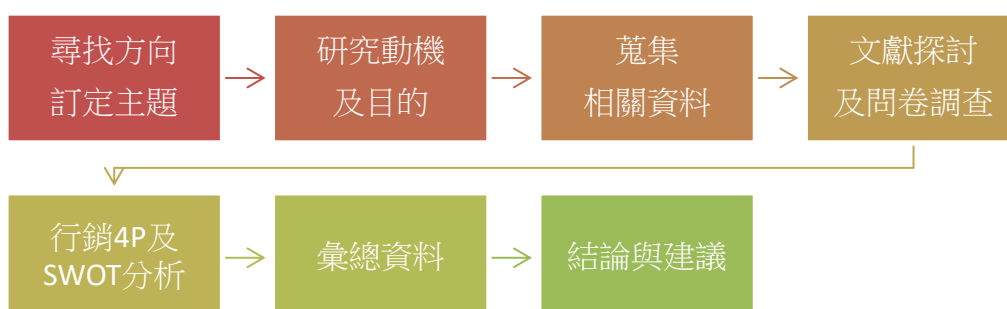 尋找方向
訂定主題
研究動機
及目的
蒐集
相關資料
文獻探討
及問卷調查
行銷4P及
SWOT分析
彙總資料
結論與建議